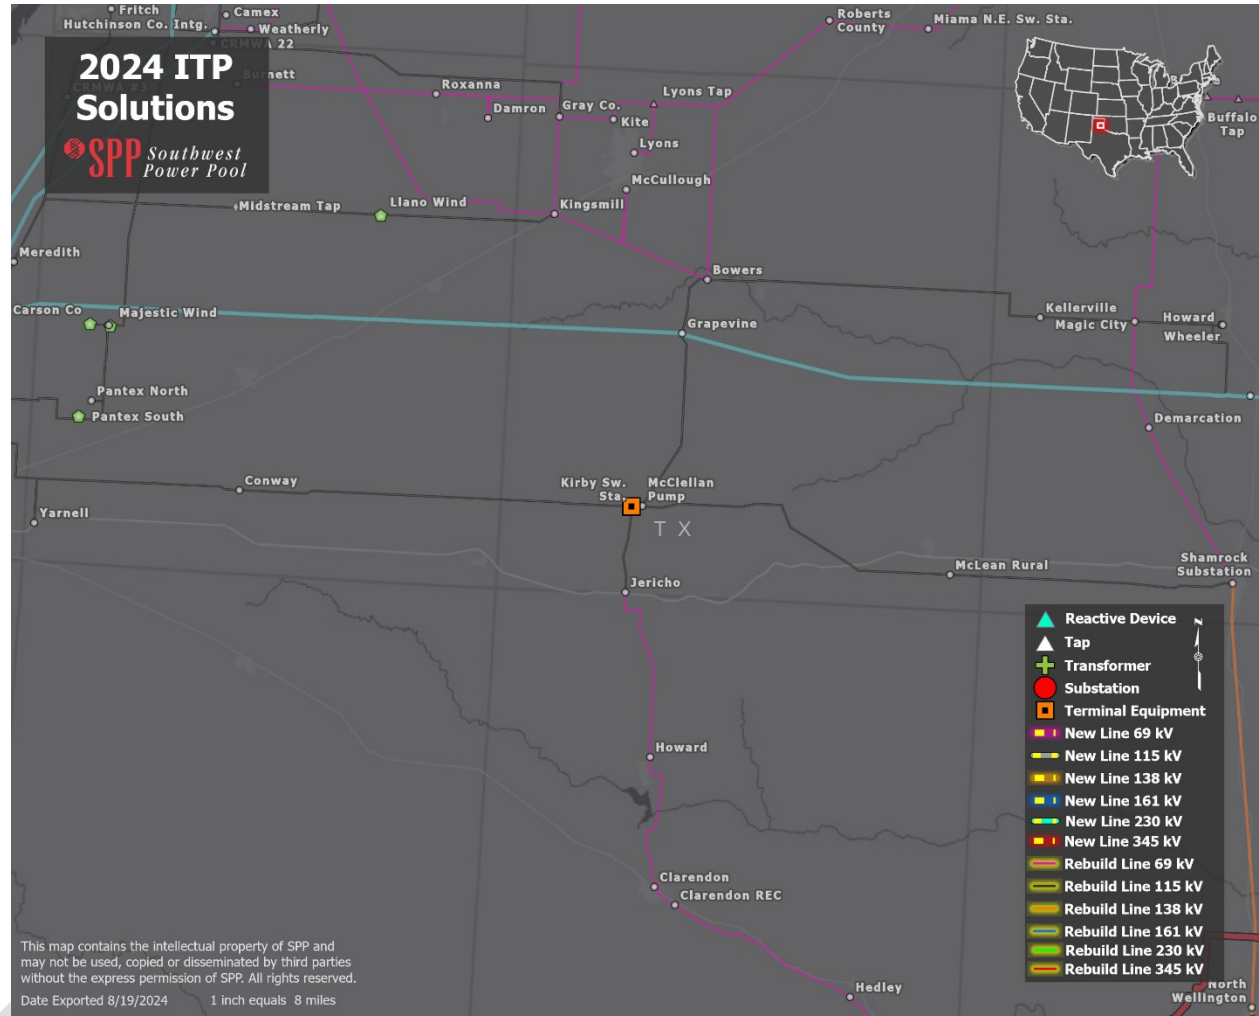 Fritch
Camex
Hutchinson Co. Intg.
Weatherly
CRMWA 22
Roberts
County
Miama N.E. Sw. Sta.
2024 ITP
Solutions
SPP Southwest
Power Pool
CRMWA #3
Burnett
Roxanna
Damron
Gray Co.
Kite
Lyons Tap
Lyons
McCullough
Buffalo
Tap
Midstream Tap
Llano Wind
Kingsmill
Meredith
Bowers
Carson Co
Majestic Wind
Grapevine
Kellerville
Magic City
Howard
Wheeler
Pantex North
Pantex South
Demarcation
Conway
Kirby Sw.
Sta.
McClellan
Pump
Yarnell
T X
Jericho
McLean Rural
Shamrock
Substation
Reactive Device
N
Tap
Transformer
Substation
Terminal Equipment
New Line 69 kV
New Line 115 kV
New Line 138 kV
New Line 161 kV
New Line 230 kV
New Line 345 kV
Rebuild Line 69 kV
Rebuild Line 115 kV
Rebuild Line 138 kV
Rebuild Line 161 kV
Rebuild Line 230 kV
Rebuild Line 345 kV
Howard
Clarendon
Clarendon REC
Hedley
North
Wellington
This map contains the intellectual property of SPP and
may not be used, copied or disseminated by third parties
without the express permission of SPP. All rights reserved.
Date Exported 8/19/2024 1 inch equals 8 miles